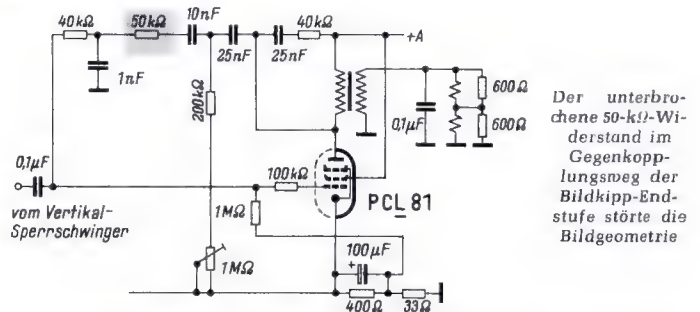 40kΩ
50kΩ
10nF
25nF
25nF
40kΩ
+A
1nF
200kΩ
0,1µF
600Ω
600Ω
0,1µF
vom Vertikal-
Sperrschwinger
100kΩ
1MΩ
PCL 81
1MΩ
100µF
+
400Ω
33Ω
Der unterbro-
chene 50-kΩ-Wi-
derstand im
Gegenkopp-
lungsweg der
Bildkipp-End-
stufe störte die
Bildgeometrie